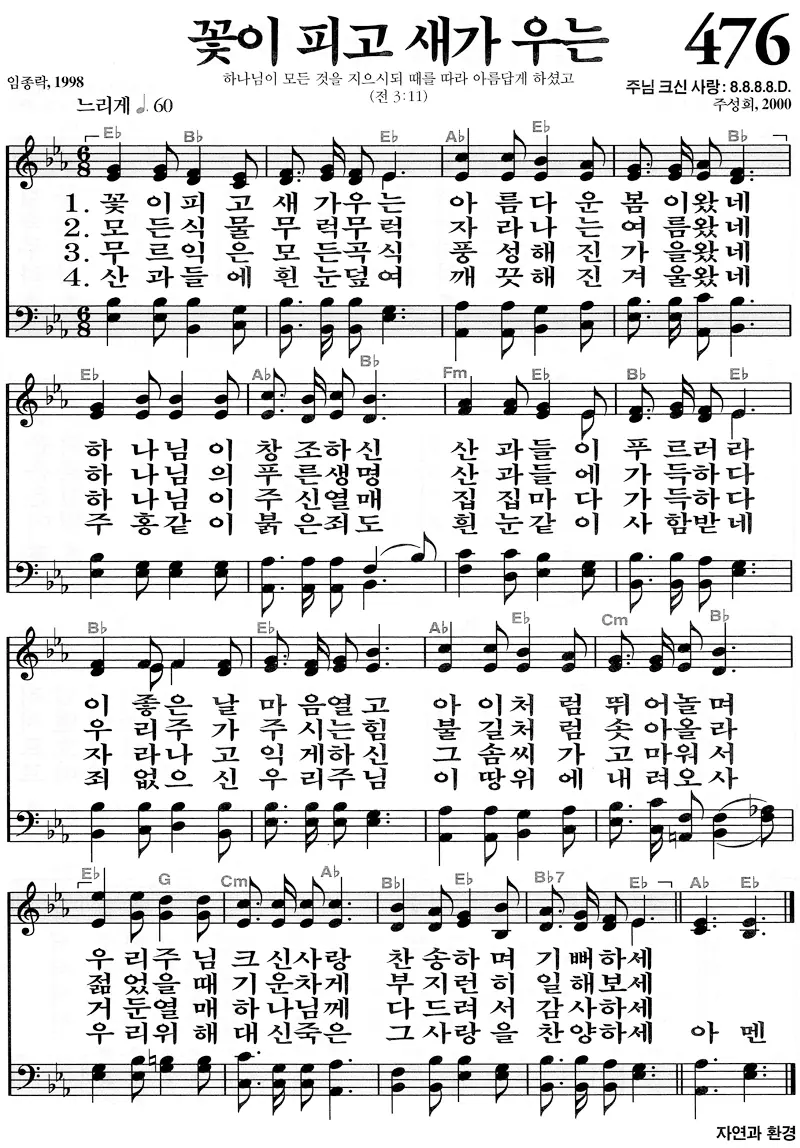 꽃이 피고 새가 우는 476
임종락, 1998
하나님이 모든 것을 지으시되 때를 따라 아름답게 하셨고
(전 3:11)
주님 크신 사랑 : 8.8.8.8.D.
주성희, 2000
느리게 ♩. 60
E♭ B♭ E♭ A♭ E♭ B♭
6/8
1. 꽃이피고새가우는 아름다운봄이왔네
2. 모든식물무럭무럭 자라나는여름왔네
3. 무르익은모든곡식 풍성해진가을왔네
4. 산과들에흰눈덮여 깨끗해진겨울왔네
6/8
E♭ A♭ B♭ Fm E♭ B♭ E♭
하나님이창조하신 산과들이푸르러라
하나님의푸른생명 산과들에가득하다
하나님이주신열매 집집마다가득하다
주홍같이붉은죄도 흰눈같이사함받네
B♭ E♭ A♭ E♭ Cm B♭
이좋은날마음열고 아이처럼뛰어놀며
우리주가주시는힘 불길처럼솟아올라
자라나고익게하신 그솜씨가고마워서
죄없으신우리주님 이땅위에내려오사
E♭ G Cm A♭ B♭ E♭ B♭7 E♭ A♭ E♭
우리주님크신사랑 찬송하며기뻐하세
젊었을때기운차게 부지런히일해보세
거둔열매하나님께 다드려서감사하세
우리위해대신죽은 그사랑을찬양하세 아멘
자연과 환경